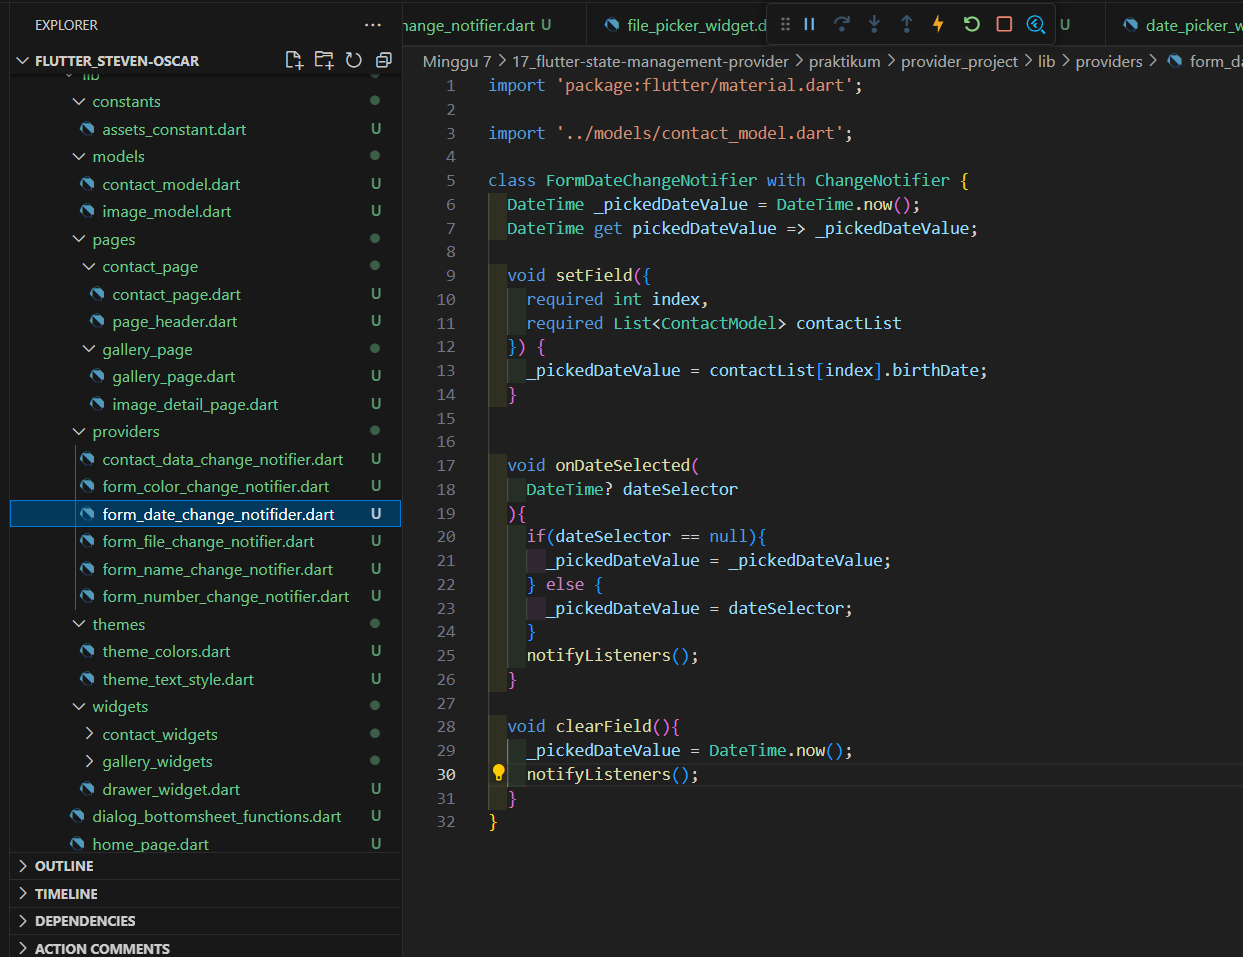 EXPLORER
FLUTTER_STEVEN-OSCAR
lib
constants
assets_constant.dart U
models
contact_model.dart U
image_model.dart U
pages
contact_page
contact_page.dart U
page_header.dart U
gallery_page
gallery_page.dart U
image_detail_page.dart U
providers
contact_data_change_notifier.dart U
form_color_change_notifier.dart U
form_date_change_notifider.dart U
form_file_change_notifier.dart U
form_name_change_notifier.dart U
form_number_change_notifier.dart U
themes
theme_colors.dart U
theme_text_style.dart U
widgets
contact_widgets
gallery_widgets
drawer_widget.dart U
dialog_bottomsheet_functions.dart U
home_page.dart U
OUTLINE
TIMELINE
DEPENDENCIES
ACTION COMMENTS
hange_notifier.dart U file_picker_widget.d U date_picker_w
Minggu 7 > 17_flutter-state-management-provider > praktikum > provider_project > lib > providers > form_da
1 import 'package:flutter/material.dart';
2
3 import '../models/contact_model.dart';
4
5 class FormDateChangeNotifier with ChangeNotifier {
6 DateTime _pickedDateValue = DateTime.now();
7 DateTime get pickedDateValue => _pickedDateValue;
8
9 void setField({
10 required int index,
11 required List<ContactModel> contactList
12 }) {
13 _pickedDateValue = contactList[index].birthDate;
14 }
15
16
17 void onDateSelected(
18 DateTime? dateSelector
19 ){
20 if(dateSelector == null){
21 _pickedDateValue = _pickedDateValue;
22 } else {
23 _pickedDateValue = dateSelector;
24 }
25 notifyListeners();
26 }
27
28 void clearField(){
29 _pickedDateValue = DateTime.now();
30 notifyListeners();
31 }
32 }